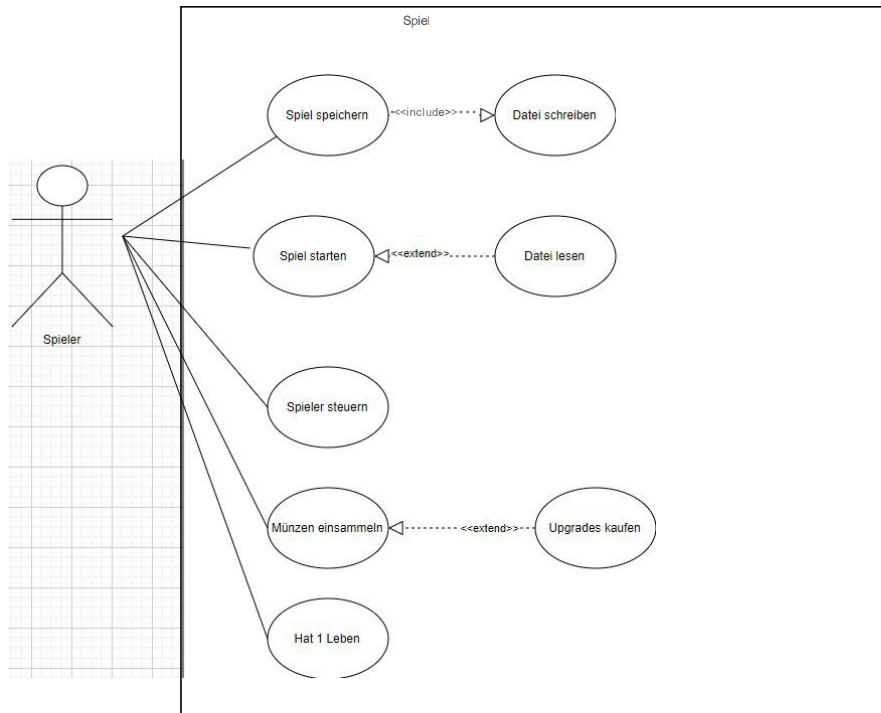 Spiel
Spiel speichern
<<include>>
Datei schreiben
Spiel starten
<<extend>>
Datei lesen
Spieler
Spieler steuern
Münzen einsammeln
<<extend>>
Upgrades kaufen
Hat 1 Leben